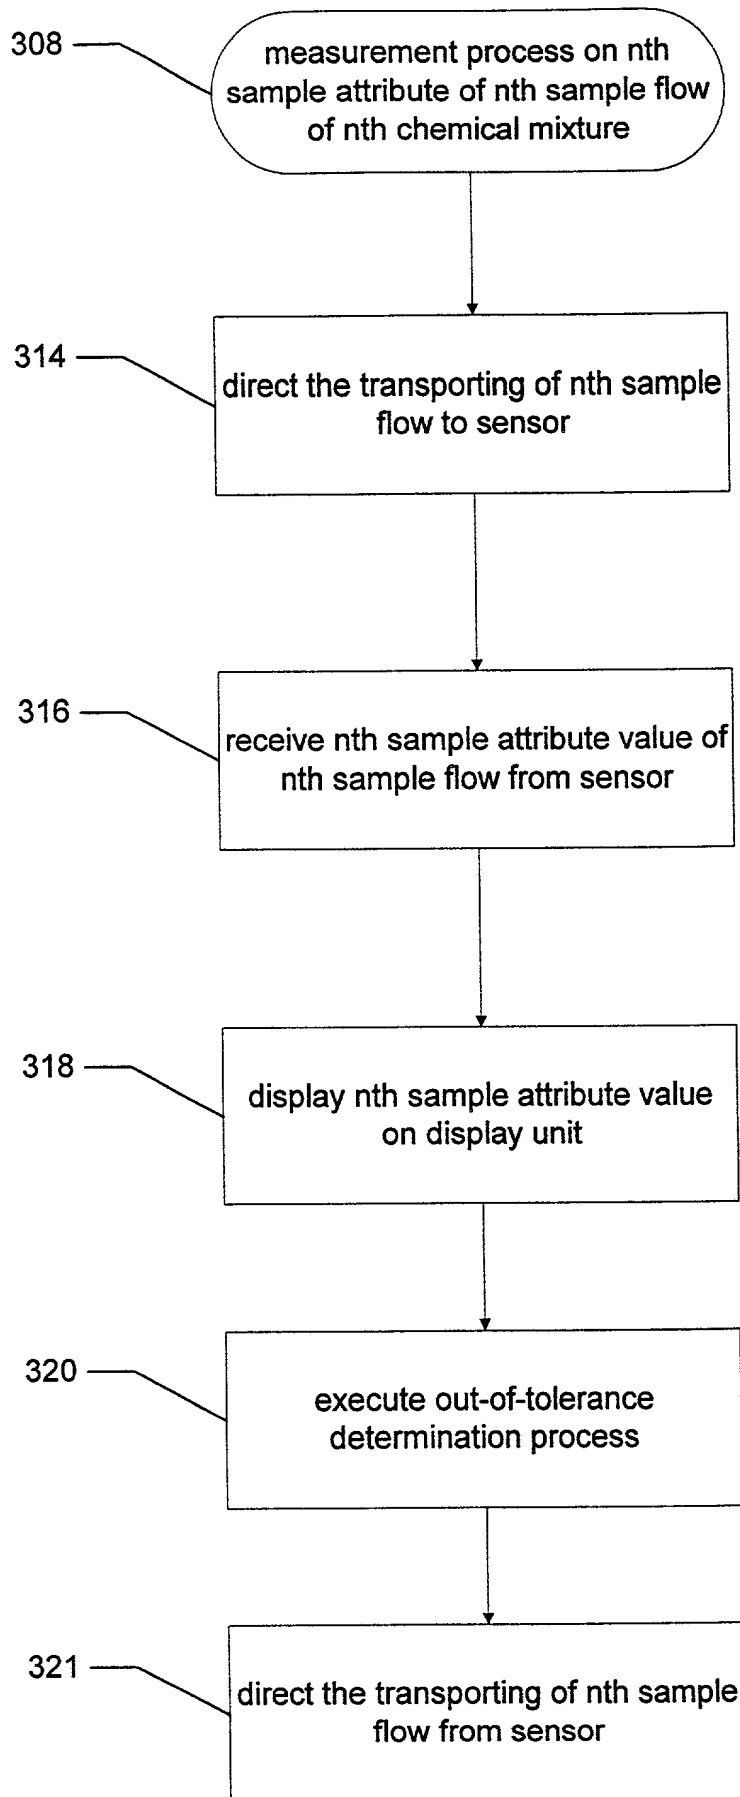 308
measurement process on nth
sample attribute of nth sample flow
of nth chemical mixture
314
direct the transporting of nth sample
flow to sensor
316
receive nth sample attribute value of
nth sample flow from sensor
318
display nth sample attribute value
on display unit
320
execute out-of-tolerance
determination process
321
direct the transporting of nth sample
flow from sensor